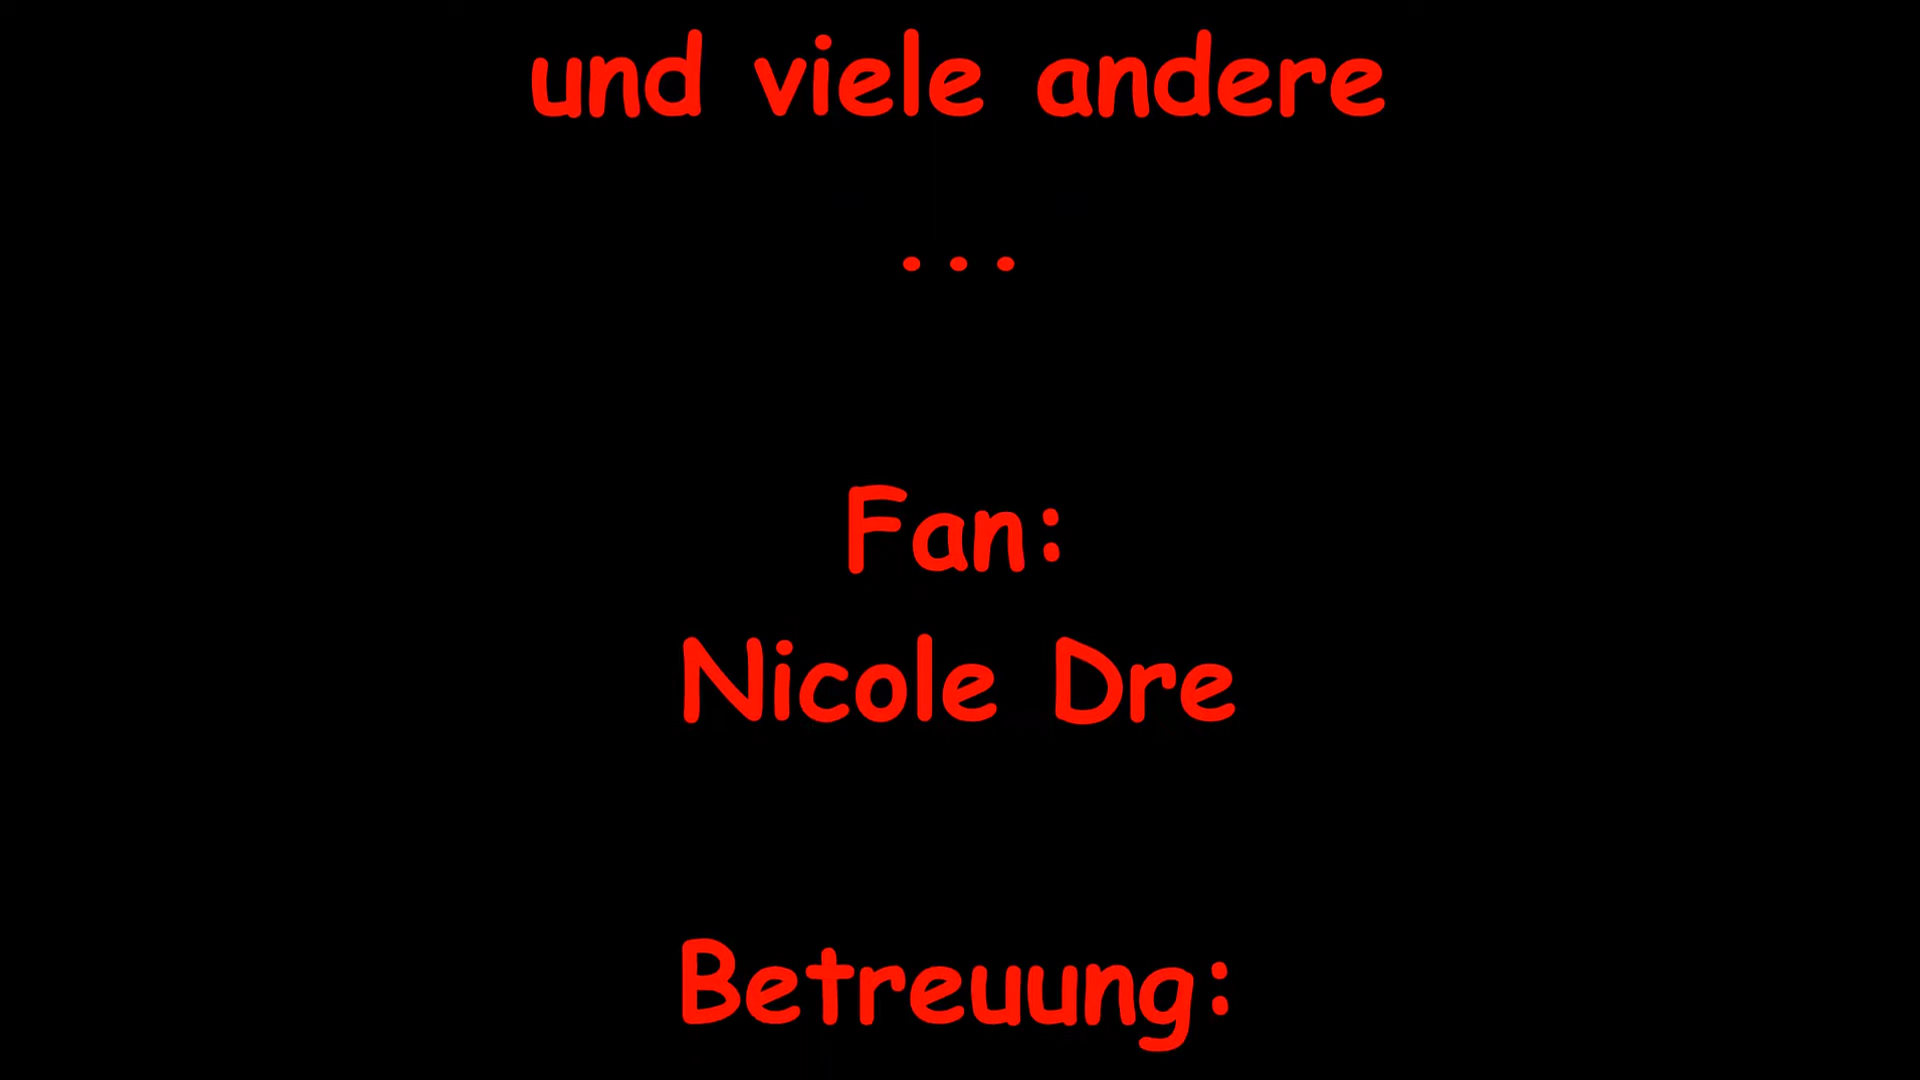 und viele andere
...
Fan:
Nicole Dre
Betreuung: